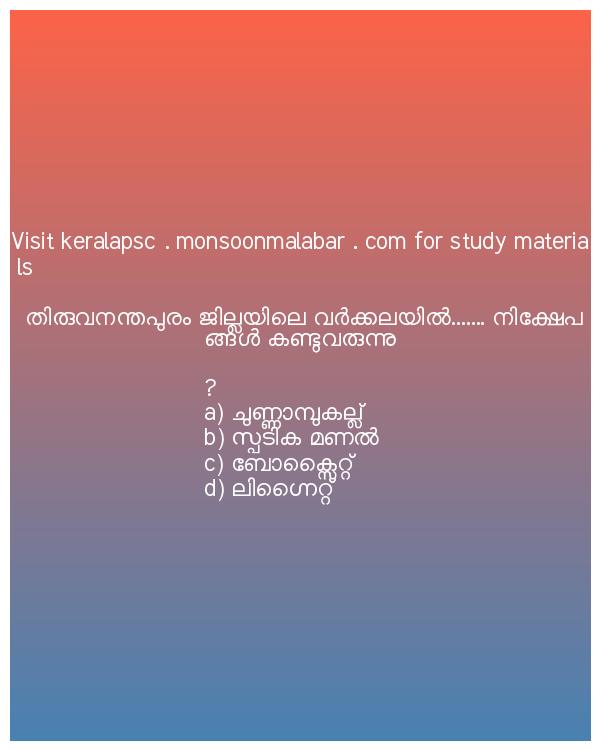 Visit keralapsc . monsoonmalabar . com for study materia
ls
തിരുവനന്തപുരം ജില്ലയിലെ വർക്കലയിൽ....... നിക്ഷേപ
ങ്ങൾ കണ്ടുവരുന്നു
?
a) ചുണ്ണാമ്പുകല്ല്
b) സ്പടിക മണൽ
c) ബോക്സൈറ്റ്
d) ലിഗ്നൈറ്റ്